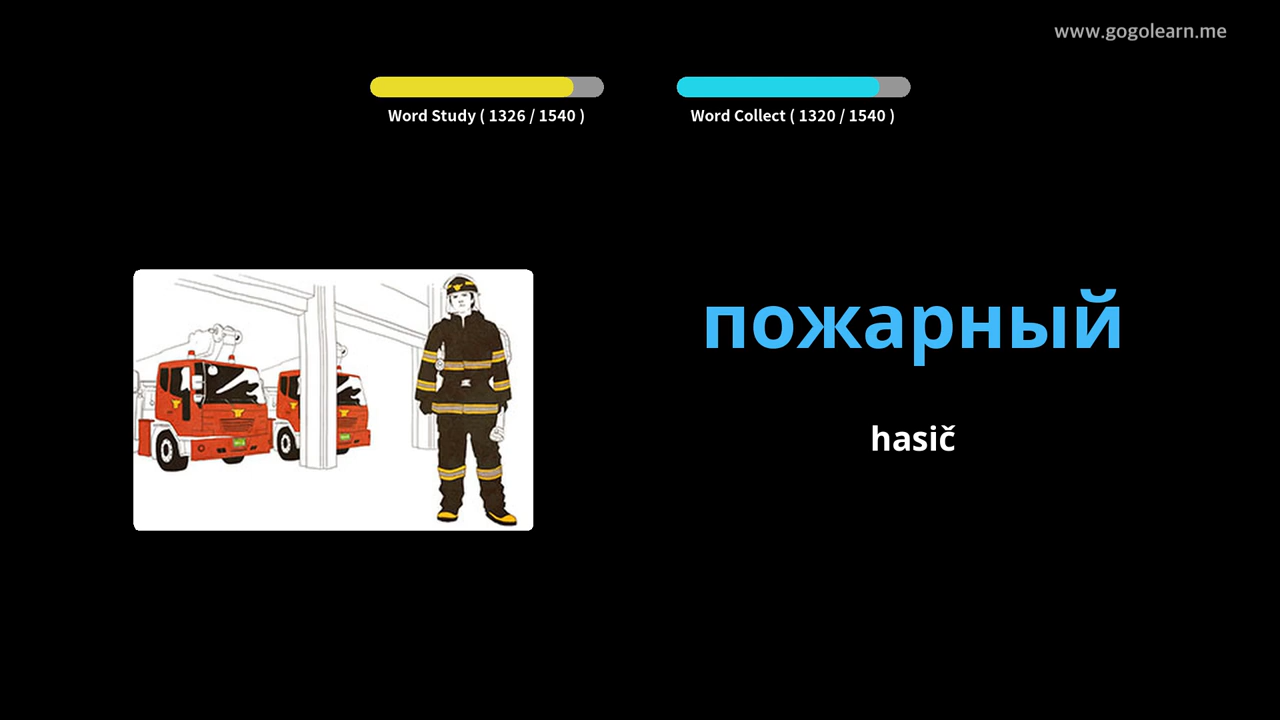 www.gogolearn.me
Word Study ( 1326 / 1540 )
Word Collect ( 1320 / 1540 )
пожарный
hasič